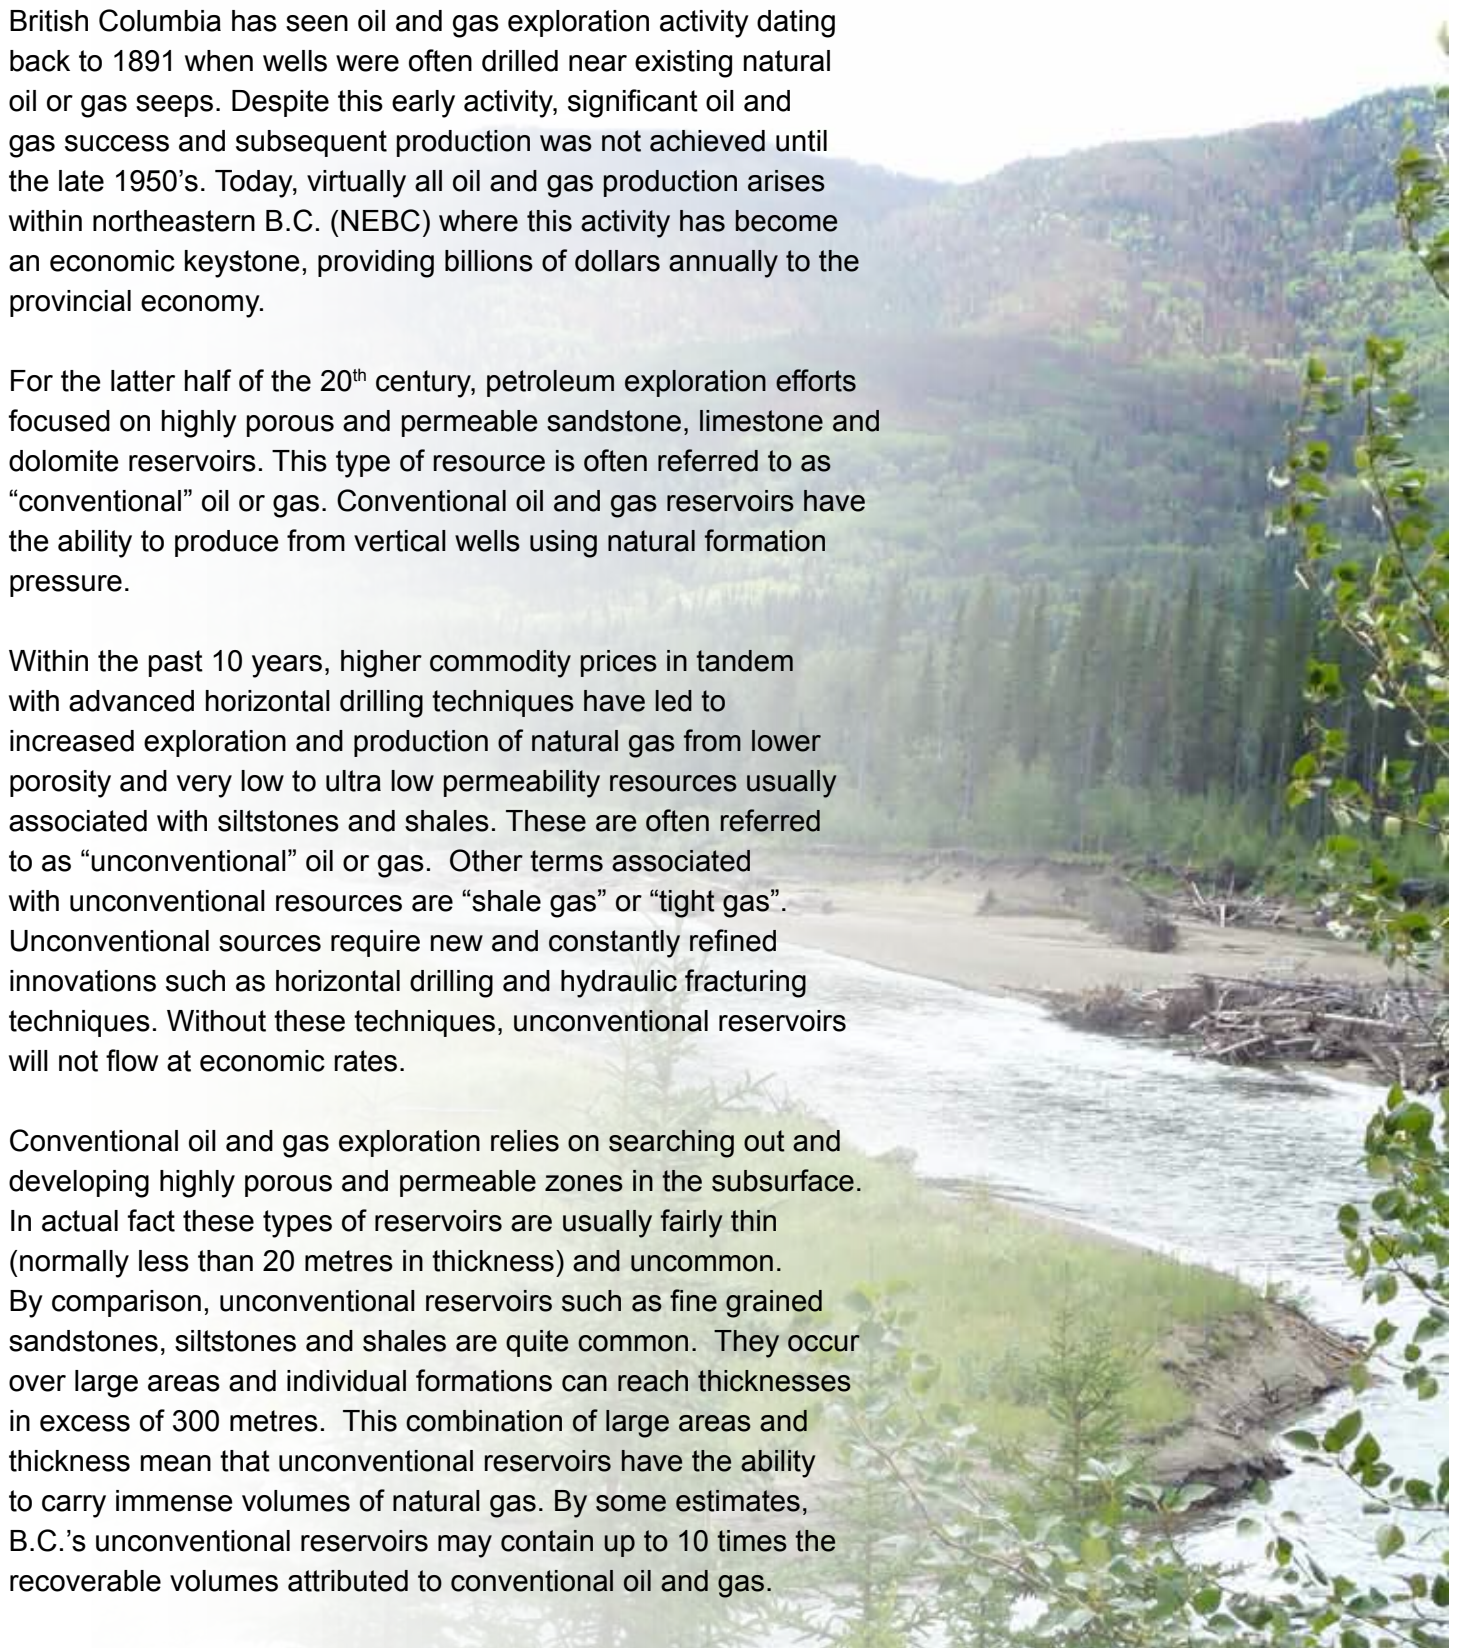 British Columbia has seen oil and gas exploration activity dating
back to 1891 when wells were often drilled near existing natural
oil or gas seeps. Despite this early activity, significant oil and
gas success and subsequent production was not achieved until
the late 1950’s. Today, virtually all oil and gas production arises
within northeastern B.C. (NEBC) where this activity has become
an economic keystone, providing billions of dollars annually to the
provincial economy.
For the latter half of the 20th century, petroleum exploration efforts
focused on highly porous and permeable sandstone, limestone and
dolomite reservoirs. This type of resource is often referred to as
“conventional” oil or gas. Conventional oil and gas reservoirs have
the ability to produce from vertical wells using natural formation
pressure.
Within the past 10 years, higher commodity prices in tandem
with advanced horizontal drilling techniques have led to
increased exploration and production of natural gas from lower
porosity and very low to ultra low permeability resources usually
associated with siltstones and shales. These are often referred
to as “unconventional” oil or gas.  Other terms associated
with unconventional resources are “shale gas” or “tight gas”.
Unconventional sources require new and constantly refined
innovations such as horizontal drilling and hydraulic fracturing
techniques. Without these techniques, unconventional reservoirs
will not flow at economic rates.
Conventional oil and gas exploration relies on searching out and
developing highly porous and permeable zones in the subsurface.
In actual fact these types of reservoirs are usually fairly thin
(normally less than 20 metres in thickness) and uncommon.
By comparison, unconventional reservoirs such as fine grained
sandstones, siltstones and shales are quite common.  They occur
over large areas and individual formations can reach thicknesses
in excess of 300 metres.  This combination of large areas and
thickness mean that unconventional reservoirs have the ability
to carry immense volumes of natural gas. By some estimates,
B.C.’s unconventional reservoirs may contain up to 10 times the
recoverable volumes attributed to conventional oil and gas.